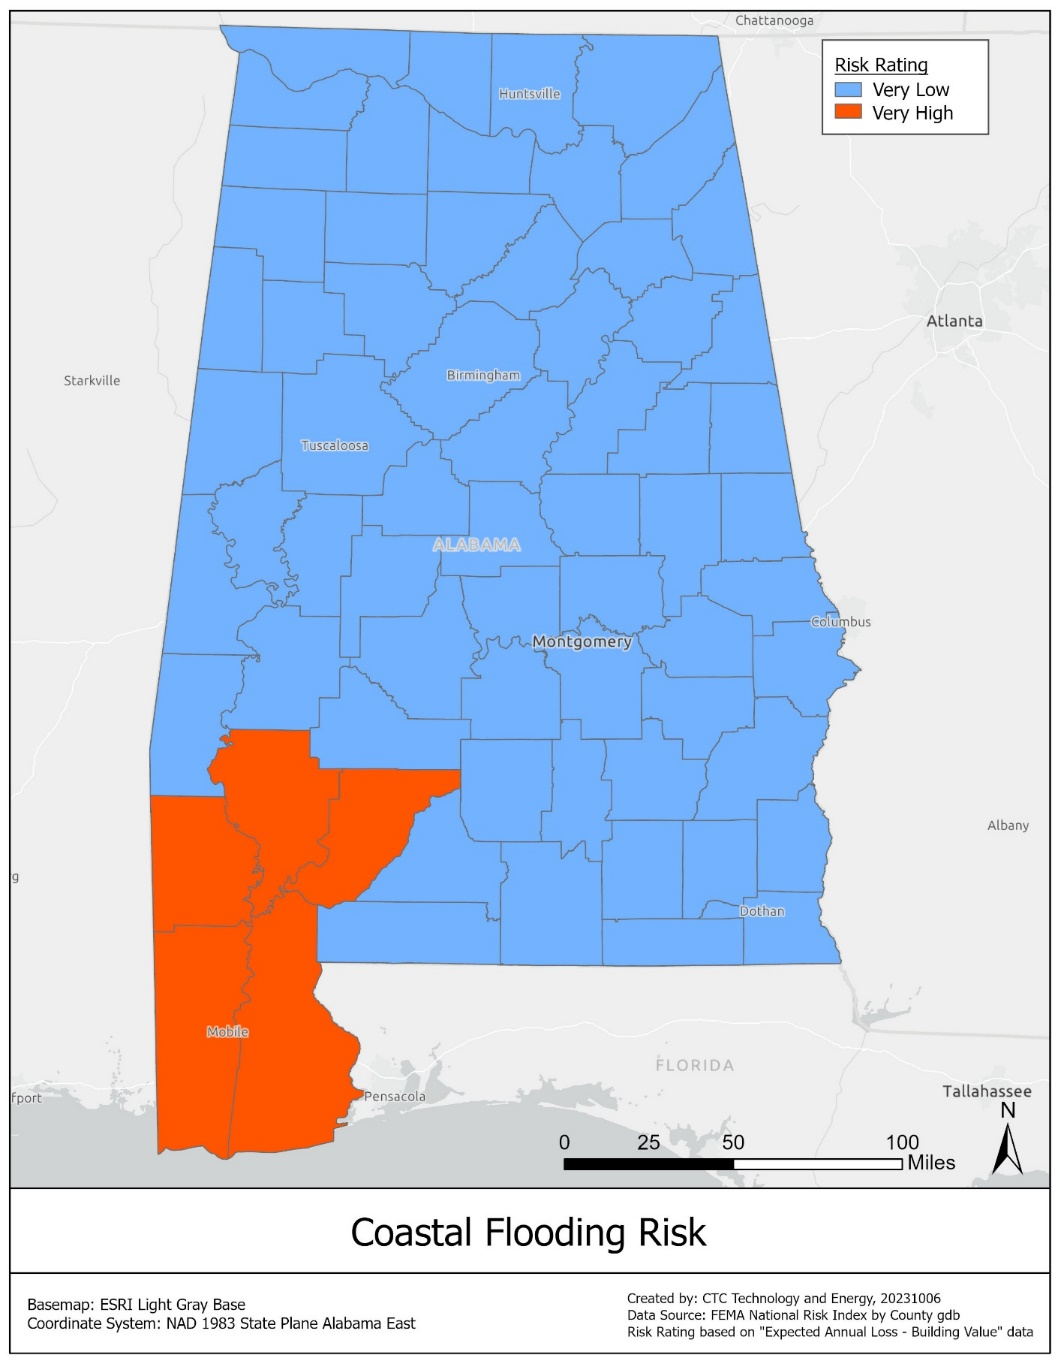 Chattanooga
Risk Rating
Very Low
Very High
Huntsville
Atlanta
Starkville
Birmingham
Tuscaloosa
ALABAMA
Columbus
Montgomery
Albany
g
Dothan
Mobile
FLORIDA
Pensacola
fport
Tallahassee
N
0 25 50 100
Miles
Coastal Flooding Risk
Basemap: ESRI Light Gray Base
Coordinate System: NAD 1983 State Plane Alabama East
Created by: CTC Technology and Energy, 20231006
Data Source: FEMA National Risk Index by County gdb
Risk Rating based on "Expected Annual Loss - Building Value" data